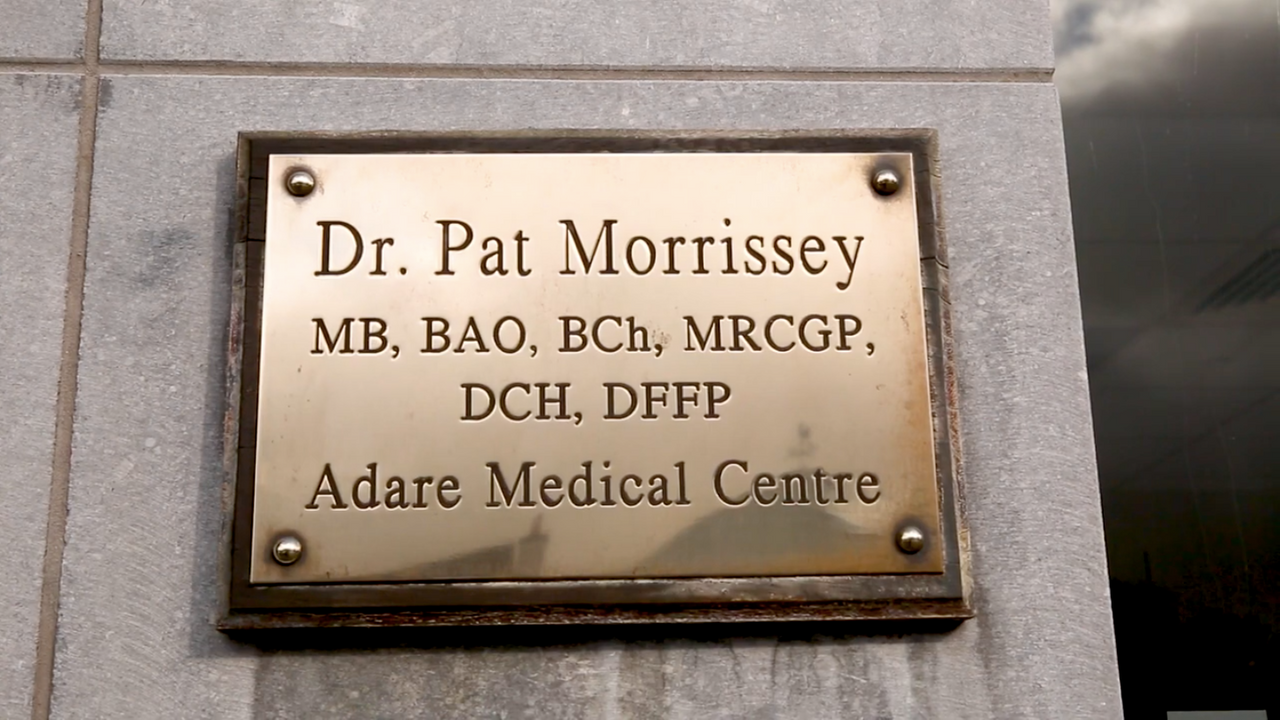 Dr. Pat Morrissey
MB, BAO, BCh, MRCGP,
DCH, DFFP
Adare Medical Centre